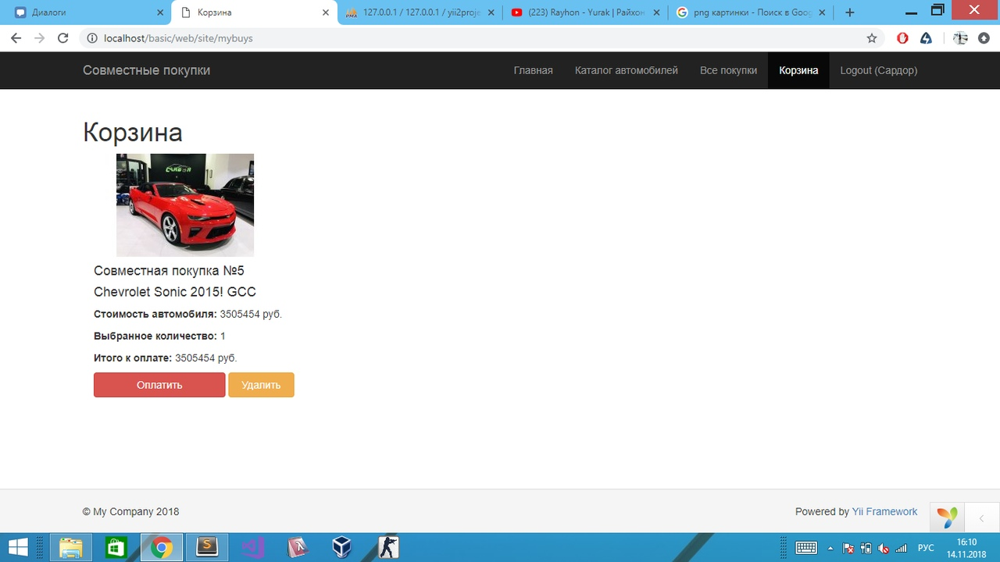 Диалоги
Корзина
127.0.0.1 / 127.0.0.1 / yii2proje
(223) Rayhon - Yurak | Райхон
png картинки - Поиск в Goog
localhost/basic/web/site/mybuys
Совместные покупки
Главная
Каталог автомобилей
Все покупки
Корзина
Logout (Сардор)
Корзина
Совместная покупка №5
Chevrolet Sonic 2015! GCC
Стоимость автомобиля: 3505454 руб.
Выбранное количество: 1
Итого к оплате: 3505454 руб.
Оплатить
Удалить
© My Company 2018
Powered by Yii Framework
РУС
16:10
14.11.2018